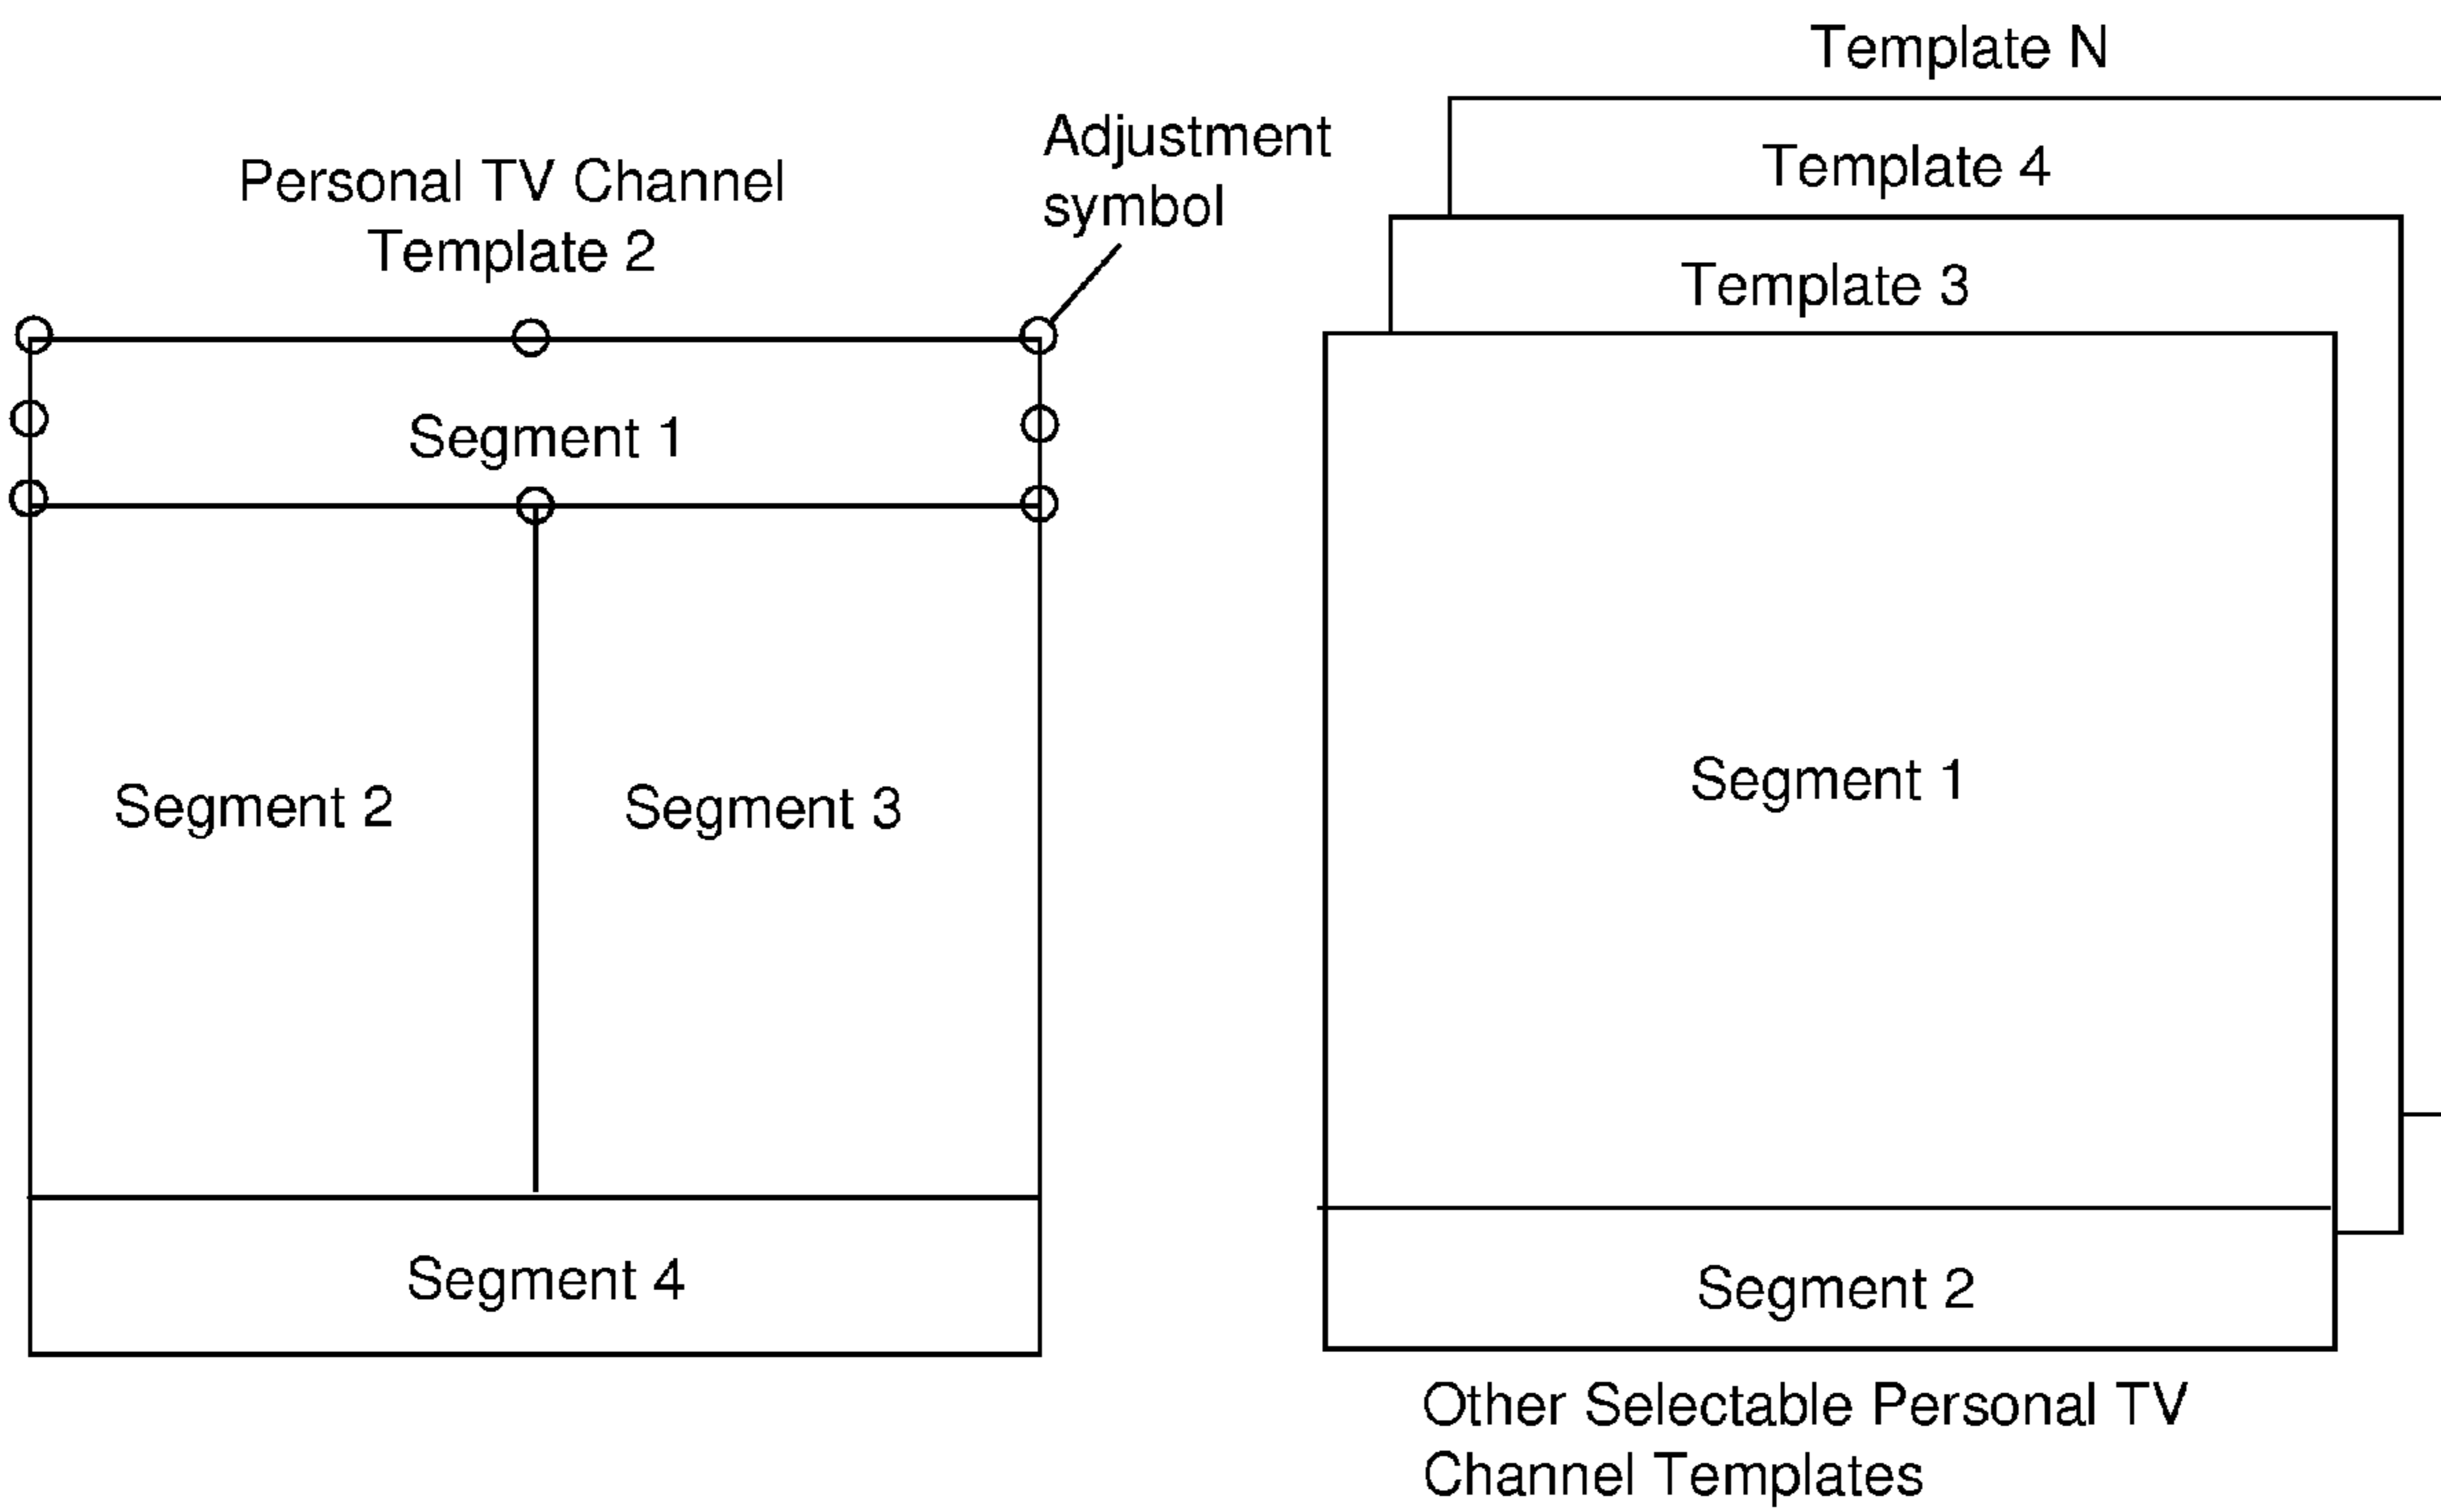 Personal TV Channel
Template 2
Adjustment
symbol
Segment 1
Segment 2
Segment 3
Segment 4
Template N
Template 4
Template 3
Segment 1
Segment 2
Other Selectable Personal TV
Channel Templates